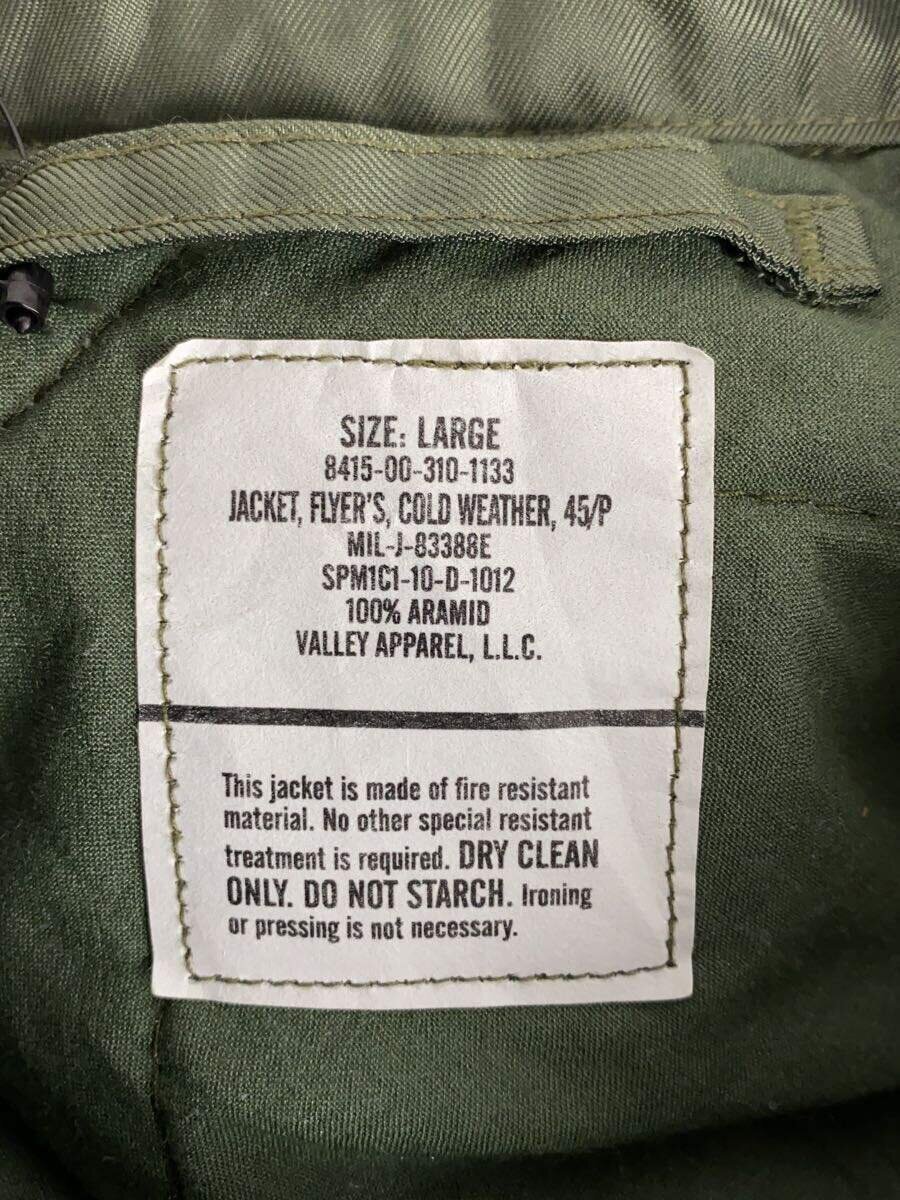 SIZE: LARGE
8415-00-310-1133
JACKET, FLYER'S, COLD WEATHER, 45/P
MIL-J-83388E
SPM1C1-10-D-1012
100% ARAMID
VALLEY APPAREL, L.L.C.
This jacket is made of fire resistant
material. No other special resistant
treatment is required. DRY CLEAN
ONLY. DO NOT STARCH. Ironing
or pressing is not necessary.